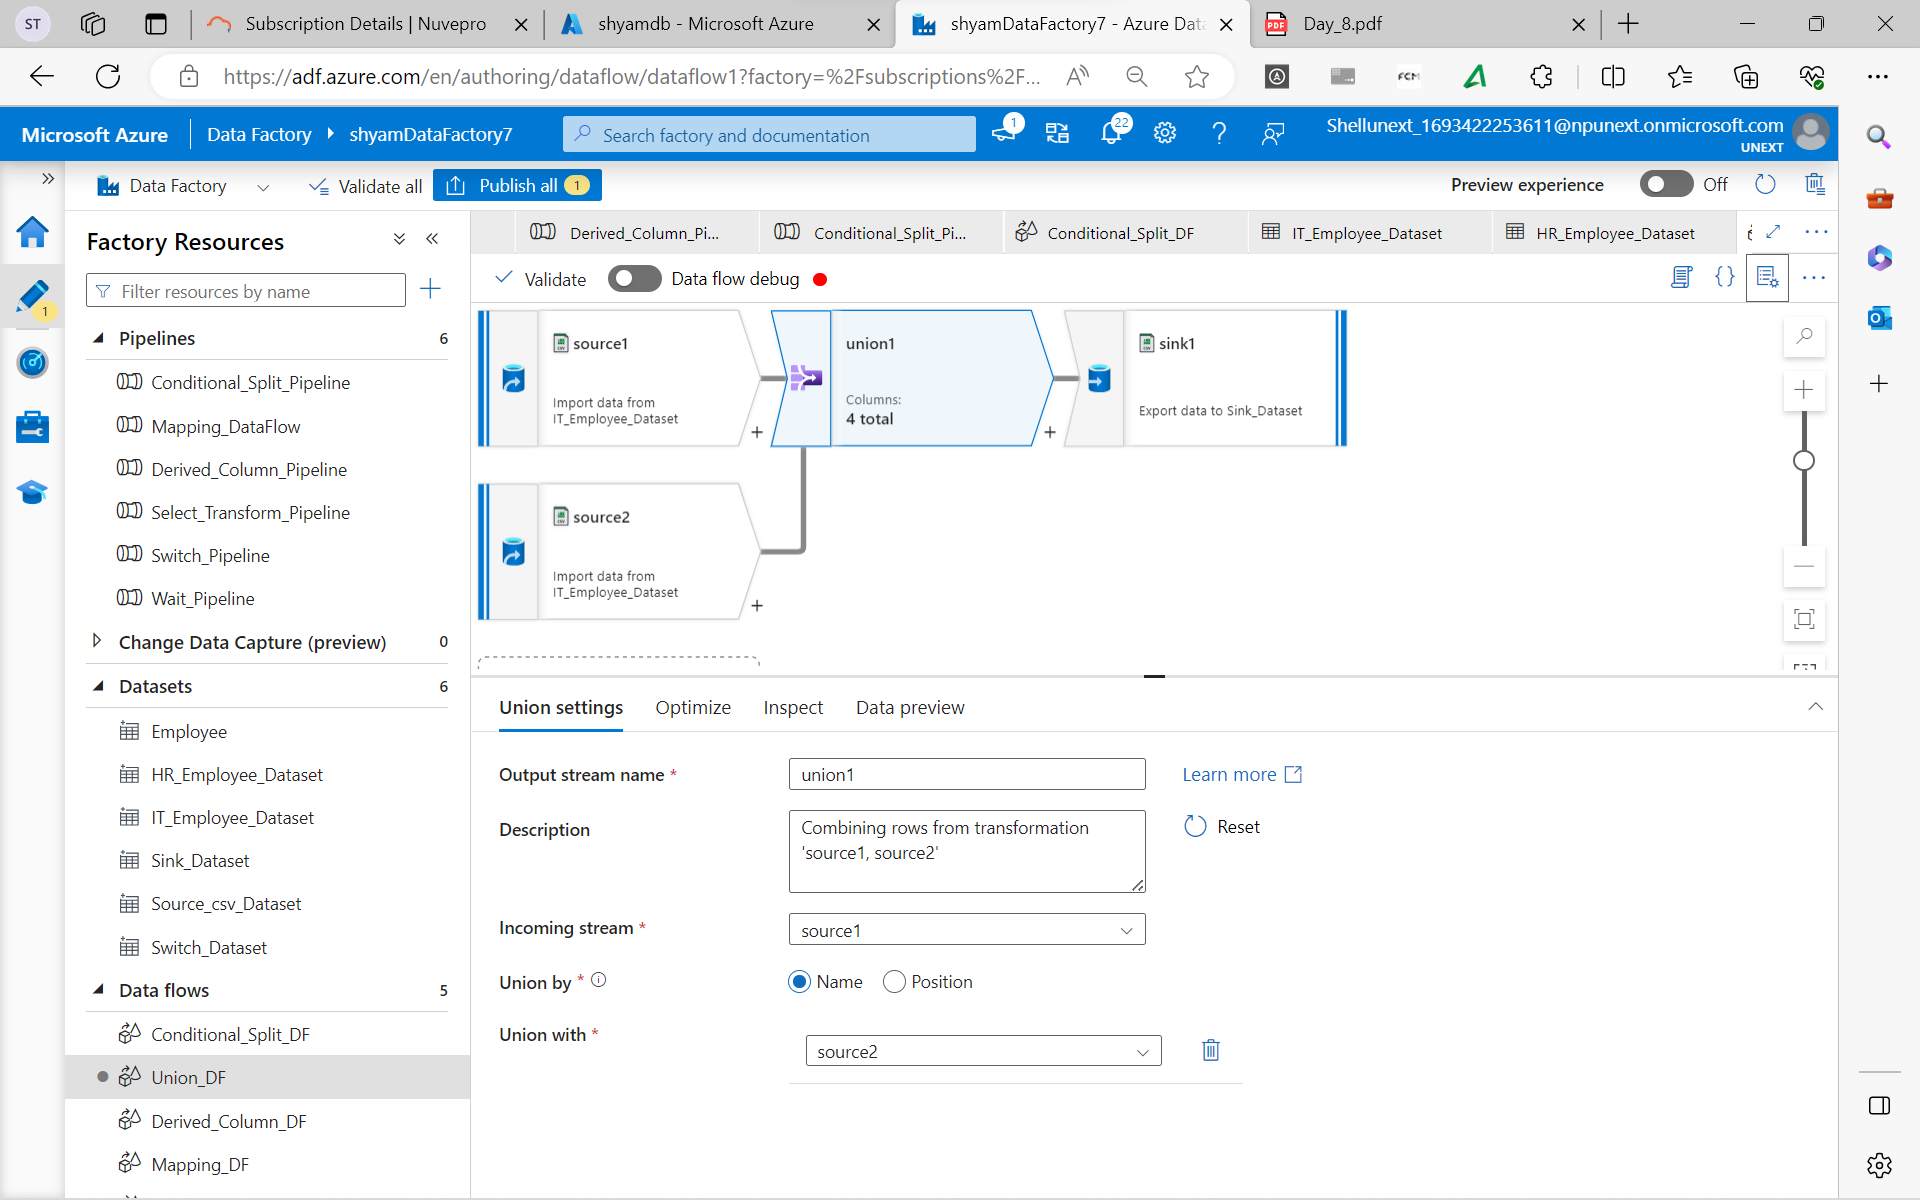 ST
Subscription Details | Nuvepro
shyamdb - Microsoft Azure
shyamDataFactory7 - Azure Data
PDF
Day_8.pdf
https://adf.azure.com/en/authoring/dataflow/dataflow1?factory=%2Fsubscriptions%2F...
FCM
Microsoft Azure
Data Factory
shyamDataFactory7
Search factory and documentation
1
22
Shellunext_1693422253611@npunext.onmicrosoft.com
UNEXT
Data Factory
Validate all
Publish all 1
Preview experience
Off
Factory Resources
Derived_Column_Pi...
Conditional_Split_Pi...
Conditional_Split_DF
IT_Employee_Dataset
HR_Employee_Dataset
Validate
Data flow debug
Filter resources by name
1
Pipelines 6
Conditional_Split_Pipeline
Mapping_DataFlow
Derived_Column_Pipeline
Select_Transform_Pipeline
Switch_Pipeline
Wait_Pipeline
Change Data Capture (preview) 0
Datasets 6
Employee
HR_Employee_Dataset
IT_Employee_Dataset
Sink_Dataset
Source_csv_Dataset
Switch_Dataset
Data flows 5
Conditional_Split_DF
Union_DF
Derived_Column_DF
Mapping_DF
source1
Import data from
IT_Employee_Dataset
union1
Columns:
4 total
sink1
Export data to Sink_Dataset
source2
Import data from
IT_Employee_Dataset
Union settings
Optimize
Inspect
Data preview
Output stream name *
union1
Learn more
Description
Combining rows from transformation
'source1, source2'
Reset
Incoming stream *
source1
Union by *
Name
Position
Union with *
source2